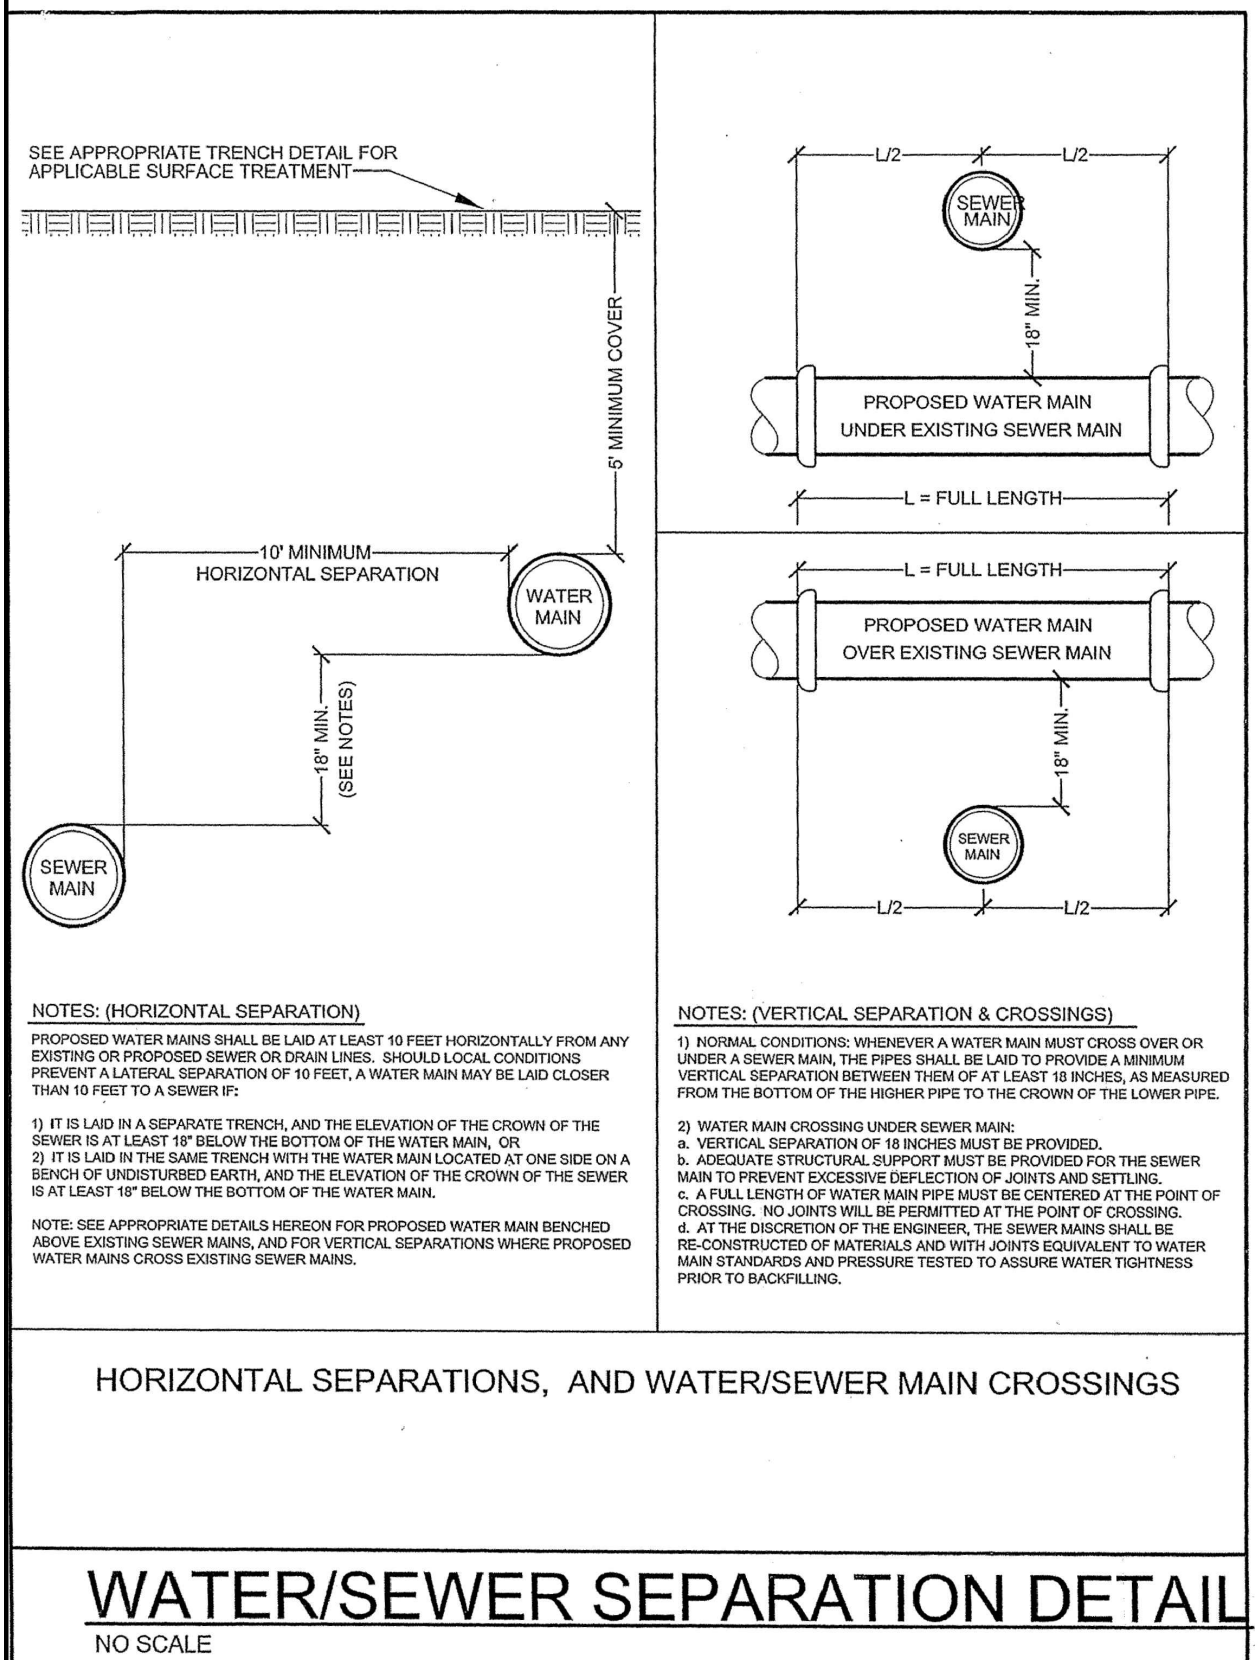 SEE APPROPRIATE TRENCH DETAIL FOR
APPLICABLE SURFACE TREATMENT
5' MINIMUM COVER
10' MINIMUM
HORIZONTAL SEPARATION
WATER
MAIN
18" MIN.
(SEE NOTES)
SEWER
MAIN
NOTES: (HORIZONTAL SEPARATION)
PROPOSED WATER MAINS SHALL BE LAID AT LEAST 10 FEET HORIZONTALLY FROM ANY
EXISTING OR PROPOSED SEWER OR DRAIN LINES. SHOULD LOCAL CONDITIONS
PREVENT A LATERAL SEPARATION OF 10 FEET, A WATER MAIN MAY BE LAID CLOSER
THAN 10 FEET TO A SEWER IF:
1) IT IS LAID IN A SEPARATE TRENCH, AND THE ELEVATION OF THE CROWN OF THE
SEWER IS AT LEAST 18" BELOW THE BOTTOM OF THE WATER MAIN, OR
2) IT IS LAID IN THE SAME TRENCH WITH THE WATER MAIN LOCATED AT ONE SIDE ON A
BENCH OF UNDISTURBED EARTH, AND THE ELEVATION OF THE CROWN OF THE SEWER
IS AT LEAST 18" BELOW THE BOTTOM OF THE WATER MAIN.
NOTE: SEE APPROPRIATE DETAILS HEREON FOR PROPOSED WATER MAIN BENCHED
ABOVE EXISTING SEWER MAINS, AND FOR VERTICAL SEPARATIONS WHERE PROPOSED
WATER MAINS CROSS EXISTING SEWER MAINS.
L/2 L/2
SEWER
MAIN
18" MIN.
PROPOSED WATER MAIN
UNDER EXISTING SEWER MAIN
L = FULL LENGTH
L = FULL LENGTH
PROPOSED WATER MAIN
OVER EXISTING SEWER MAIN
18" MIN.
SEWER
MAIN
L/2 L/2
NOTES: (VERTICAL SEPARATION & CROSSINGS)
1) NORMAL CONDITIONS: WHENEVER A WATER MAIN MUST CROSS OVER OR
UNDER A SEWER MAIN, THE PIPES SHALL BE LAID TO PROVIDE A MINIMUM
VERTICAL SEPARATION BETWEEN THEM OF AT LEAST 18 INCHES, AS MEASURED
FROM THE BOTTOM OF THE HIGHER PIPE TO THE CROWN OF THE LOWER PIPE.
2) WATER MAIN CROSSING UNDER SEWER MAIN:
a. VERTICAL SEPARATION OF 18 INCHES MUST BE PROVIDED.
b. ADEQUATE STRUCTURAL SUPPORT MUST BE PROVIDED FOR THE SEWER
MAIN TO PREVENT EXCESSIVE DEFLECTION OF JOINTS AND SETTLING.
c. A FULL LENGTH OF WATER MAIN PIPE MUST BE CENTERED AT THE POINT OF
CROSSING. NO JOINTS WILL BE PERMITTED AT THE POINT OF CROSSING.
d. AT THE DISCRETION OF THE ENGINEER, THE SEWER MAINS SHALL BE
RE-CONSTRUCTED OF MATERIALS AND WITH JOINTS EQUIVALENT TO WATER
MAIN STANDARDS AND PRESSURE TESTED TO ASSURE WATER TIGHTNESS
PRIOR TO BACKFILLING.
HORIZONTAL SEPARATIONS, AND WATER/SEWER MAIN CROSSINGS
WATER/SEWER SEPARATION DETAIL
NO SCALE